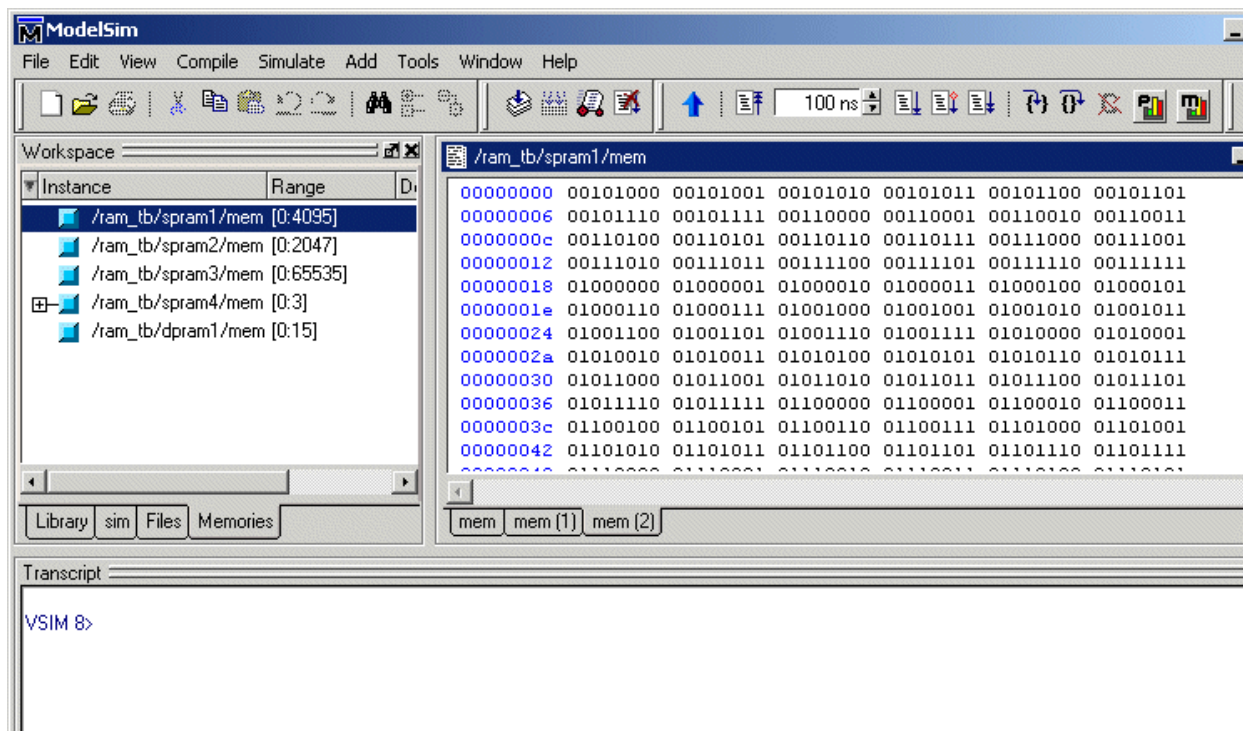 ModelSim
File Edit View Compile Simulate Add Tools Window Help
100 ns
Workspace
Instance Range
/ram_tb/spram1/mem [0:4095]
/ram_tb/spram2/mem [0:2047]
/ram_tb/spram3/mem [0:65535]
/ram_tb/spram4/mem [0:3]
/ram_tb/dpram1/mem [0:15]
Library sim Files Memories
/ram_tb/spram1/mem
00000000 00101000 00101001 00101010 00101011 00101100 00101101
00000006 00101110 00101111 00110000 00110001 00110010 00110011
0000000c 00110100 00110101 00110110 00110111 00111000 00111001
00000012 00111010 00111011 00111100 00111101 00111110 00111111
00000018 01000000 01000001 01000010 01000011 01000100 01000101
0000001e 01000110 01000111 01001000 01001001 01001010 01001011
00000024 01001100 01001101 01001110 01001111 01010000 01010001
0000002a 01010010 01010011 01010100 01010101 01010110 01010111
00000030 01011000 01011001 01011010 01011011 01011100 01011101
00000036 01011110 01011111 01100000 01100001 01100010 01100011
0000003c 01100100 01100101 01100110 01100111 01101000 01101001
00000042 01101010 01101011 01101100 01101101 01101110 01101111
mem mem (1) mem (2)
Transcript
VSIM 8>